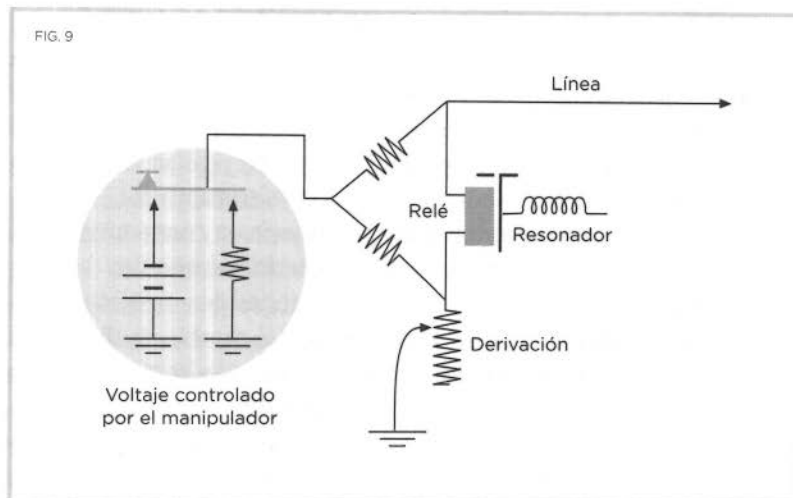 FIG. 9
Línea
Relé
Resonador
Derivación
Voltaje controlado
por el manipulador